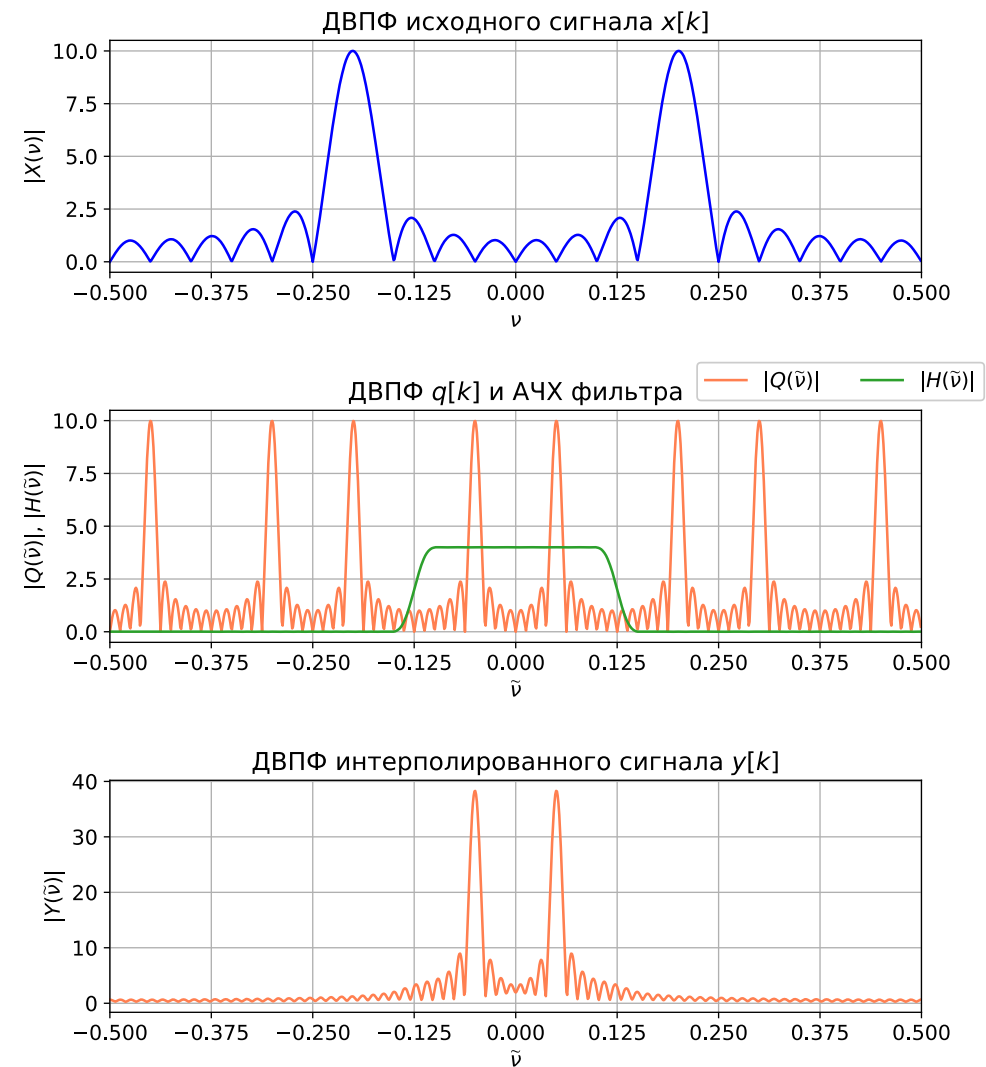 ДВПФ исходного сигнала x[k]
|X(ν)|
10.0
7.5
5.0
2.5
0.0
−0.500 −0.375 −0.250 −0.125 0.000 0.125 0.250 0.375 0.500
ν
ДВПФ q[k] и АЧХ фильтра
|Q(ν̃)| |H(ν̃)|
|Q(ν̃)|, |H(ν̃)|
10.0
7.5
5.0
2.5
0.0
−0.500 −0.375 −0.250 −0.125 0.000 0.125 0.250 0.375 0.500
ν̃
ДВПФ интерполированного сигнала y[k]
|Y(ν̃)|
40
30
20
10
0
−0.500 −0.375 −0.250 −0.125 0.000 0.125 0.250 0.375 0.500
ν̃